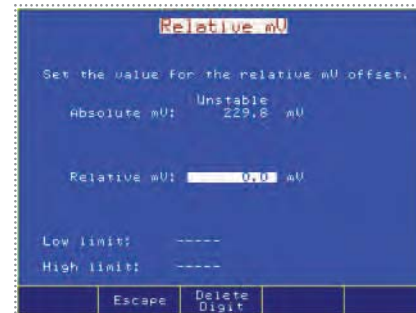 Relative mV
Set the value for the relative mV offset.
Unstable
Absolute mV: 229.8 mV
Relative mV: 0.0 mV
Low limit: -----
High limit: -----
Escape Delete Digit